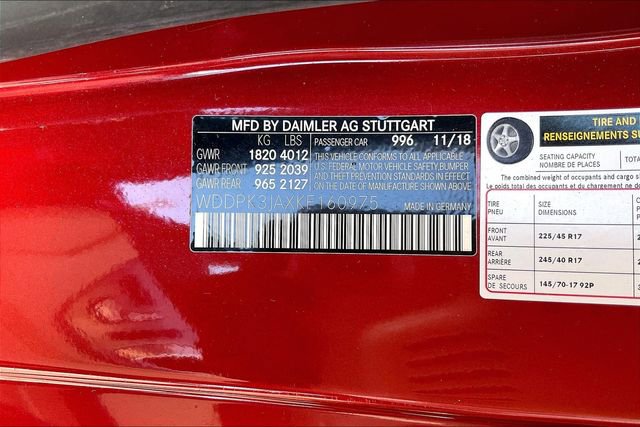 MFD BY DAIMLER AG STUTTGART
KG LBS PASSENGER CAR 996 11/18
GWR 1820 4012 THIS VEHICLE CONFORMS TO ALL APPLICABLE
GAWR FRONT 925 2039 U.S. FEDERAL MOTOR VEHICLE SAFETY BUMPER
GAWR REAR 965 2127 AND THEFT PREVENTION STANDARDS IN EFFECT
ON THE DATE OF MANUFACTURE SHOWN ABOVE.
WDDPK3JAXKF160975 MADE IN GERMANY
TIRE AND
RENSEIGNEMENTS SU
SEATING CAPACITY
NOMBRE DE PLACES
TOTAL
The combined weight of occupants and cargo s
Le poids total des occupants et du chargement ne do
TIRE SIZE
PNEU DIMENSIONS
FRONT
AVANT 225/45 R17
REAR
ARRIÈRE 245/40 R17
SPARE
DE SECOURS 145/70-17 92P